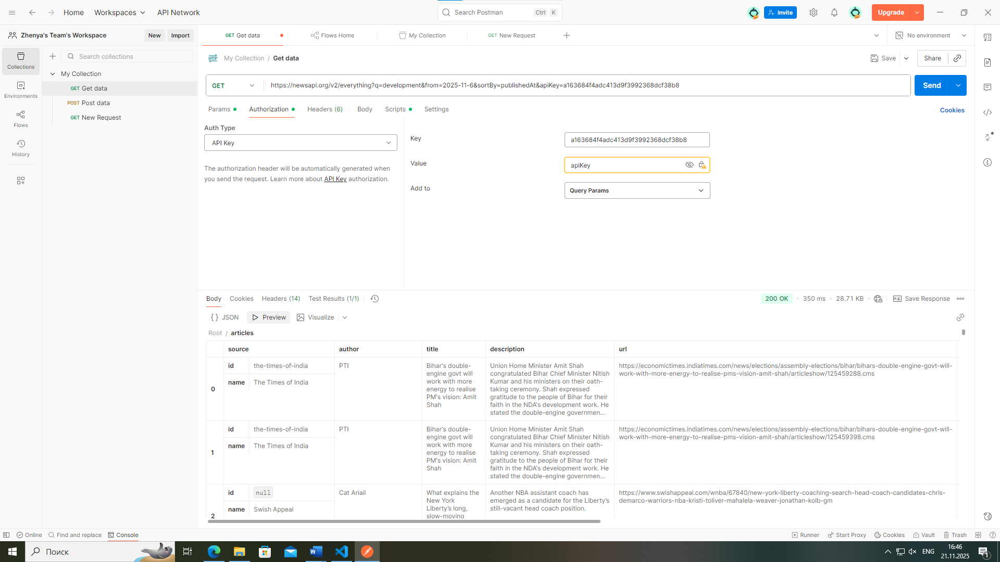 Home
Workspaces
API Network
Search Postman
Ctrl K
Invite
Upgrade
Zhenya's Team's Workspace
New
Import
GET Get data
Flows Home
My Collection
GET New Request
No environment
Collections
Environments
Flows
History
Search collections
My Collection
GET Get data
POST Post data
GET New Request
HTTP
My Collection / Get data
Save
Share
GET
https://newsapi.org/v2/everything?q=development&from=2025-11-6&sortBy=publishedAt&apiKey=a163684f4adc413d9f3992368dcf38b8
Send
Params
Authorization
Headers (6)
Body
Scripts
Settings
Cookies
Auth Type
API Key
The authorization header will be automatically generated when
you send the request. Learn more about API Key authorization.
Key
a163684f4adc413d9f3992368dcf38b8
Value
apiKey
Add to
Query Params
Body
Cookies
Headers (14)
Test Results (1/1)
200 OK
350 ms
28.71 KB
e.g.
Save Response
{} JSON
Preview
Visualize
Root / articles
source
author
title
description
url
0
id
the-times-of-india
name
The Times of India
PTI
Bihar's double-
engine govt will
work with more
energy to realise
PM's vision: Amit
Shah
Union Home Minister Amit Shah
congratulated Bihar Chief Minister Nitish
Kumar and his ministers on their oath-
taking ceremony. Shah expressed
gratitude to the people of Bihar for their
faith in the NDA's development work. He
stated the double-engine governmen...
https://economictimes.indiatimes.com/news/elections/assembly-elections/bihar/bihars-double-engine-govt-will-
work-with-more-energy-to-realise-pms-vision-amit-shah/articleshow/125459288.cms
1
id
the-times-of-india
name
The Times of India
PTI
Bihar's double-
engine govt will
work with more
energy to realise
PM's vision: Amit
Shah
Union Home Minister Amit Shah
congratulated Bihar Chief Minister Nitish
Kumar and his ministers on their oath-
taking ceremony. Shah expressed
gratitude to the people of Bihar for their
faith in the NDA's development work. He
stated the double-engine governmen...
https://economictimes.indiatimes.com/news/elections/assembly-elections/bihar/bihars-double-engine-govt-will-
work-with-more-energy-to-realise-pms-vision-amit-shah/articleshow/125459398.cms
2
id
null
name
Swish Appeal
Cat Ariail
What explains the
New York
Liberty’s long,
slow-moving
Another NBA assistant coach has
emerged as a candidate for the Liberty’s
still-vacant head coach position.
https://www.swishappeal.com/wnba/67840/new-york-liberty-coaching-search-head-coach-candidates-chris-
demarco-warriors-nba-kristi-toliver-mahalela-weaver-jonathan-kolb-gm
Online
Find and replace
Console
Runner
Start Proxy
Cookies
Vault
Trash
Поиск
ENG
16:46
21.11.2025
1